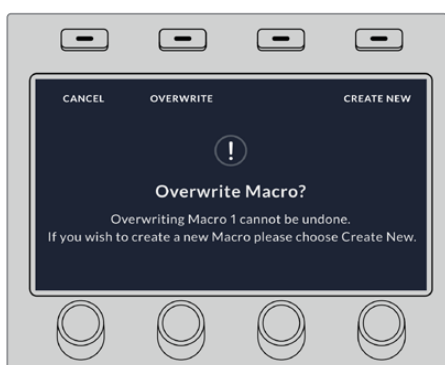 CANCEL OVERWRITE CREATE NEW
Overwrite Macro?
Overwriting Macro 1 cannot be undone.
If you wish to create a new Macro please choose Create New.